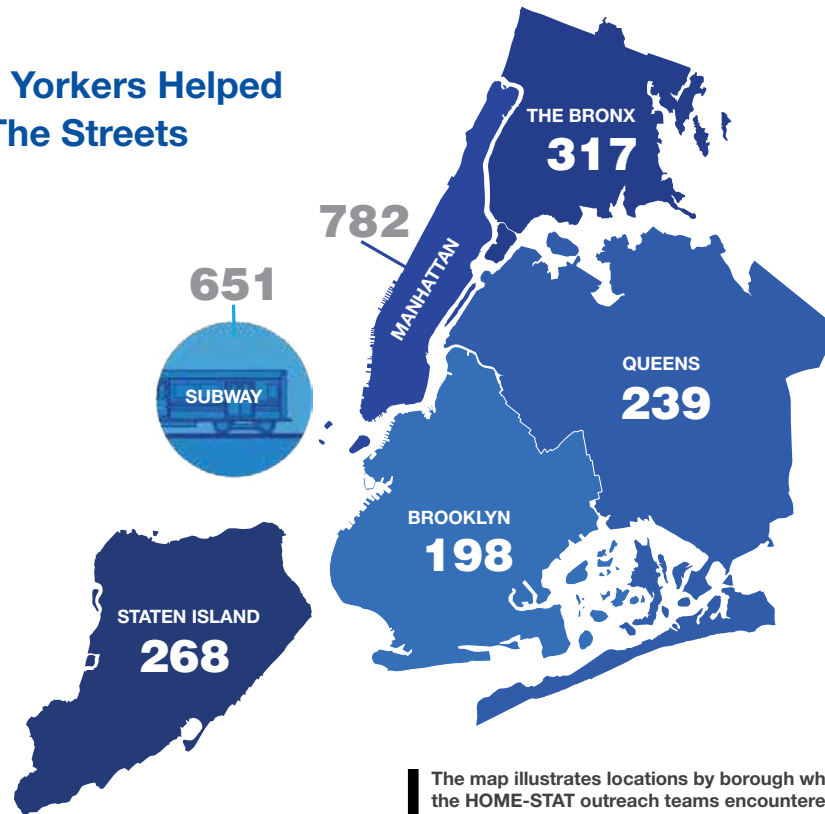 Yorkers Helped
The Streets
THE BRONX
317
782
MANHATTAN
651
SUBWAY
QUEENS
239
BROOKLYN
198
STATEN ISLAND
268
The map illustrates locations by borough wh
the HOME-STAT outreach teams encountere